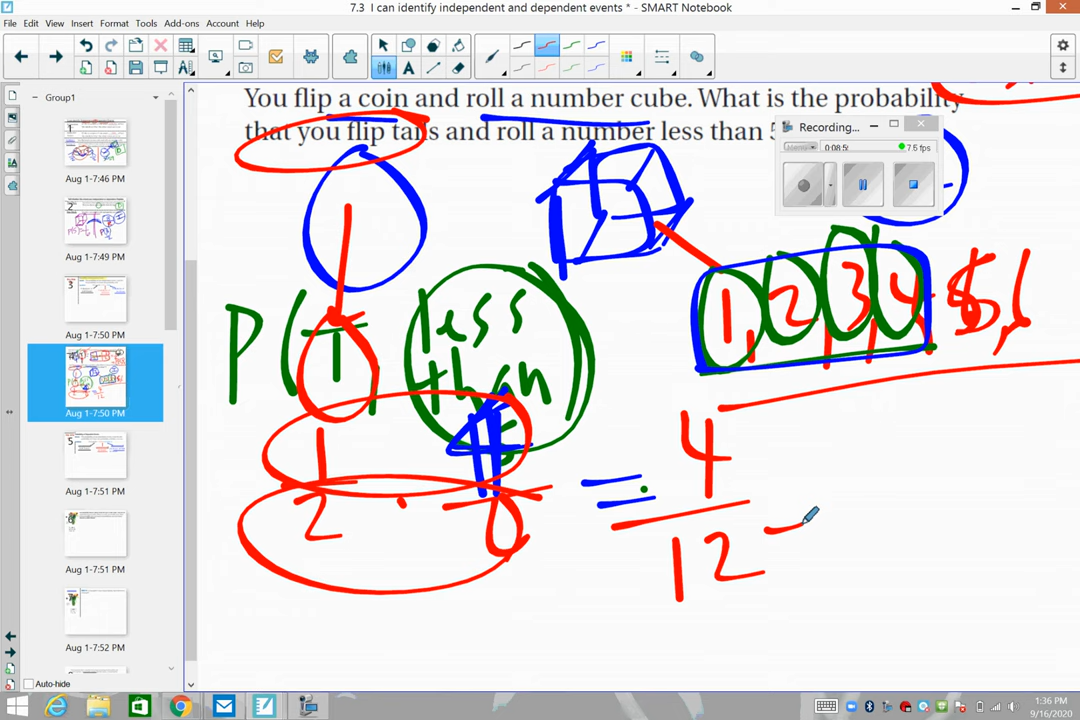 7.3 I can identify independent and dependent events * - SMART Notebook
File Edit View Insert Format Tools Add-ons Account Help
Group1
Aug 1-7:46 PM
Aug 1-7:49 PM
Aug 1-7:50 PM
Aug 1-7:50 PM
Aug 1-7:51 PM
Aug 1-7:51 PM
Aug 1-7:52 PM
Auto-hide
You flip a coin and roll a number cube. What is the probability
that you flip tails and roll a number less than 5
Recording...
0:08:5
7.5 fps
1, 2, 3, 4, 5, 6
P(T less
than
1 4
2 · 6
= 4
12
1:36 PM
9/16/2020